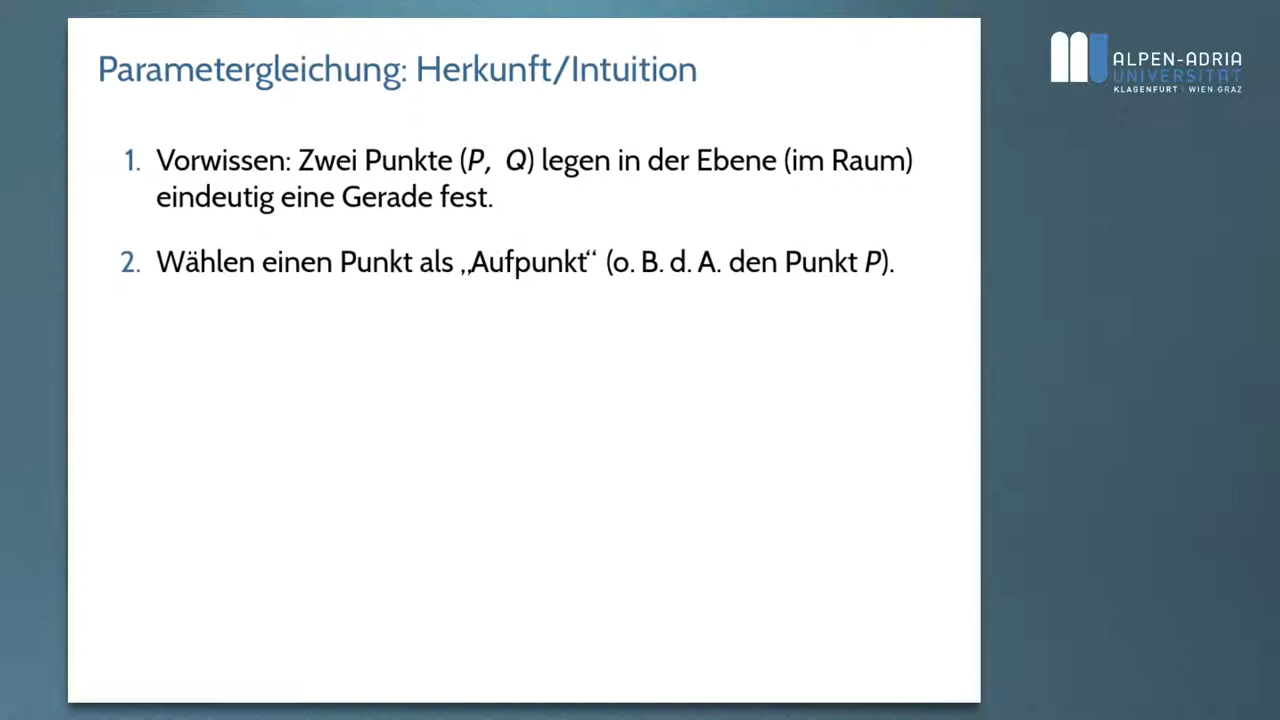 Parametergleichung: Herkunft/Intuition
1. Vorwissen: Zwei Punkte (P, Q) legen in der Ebene (im Raum)
eindeutig eine Gerade fest.
2. Wählen einen Punkt als „Aufpunkt“ (o. B. d. A. den Punkt P).
ALPEN-ADRIA
UNIVERSITÄT
KLAGENFURT | WIEN GRAZ